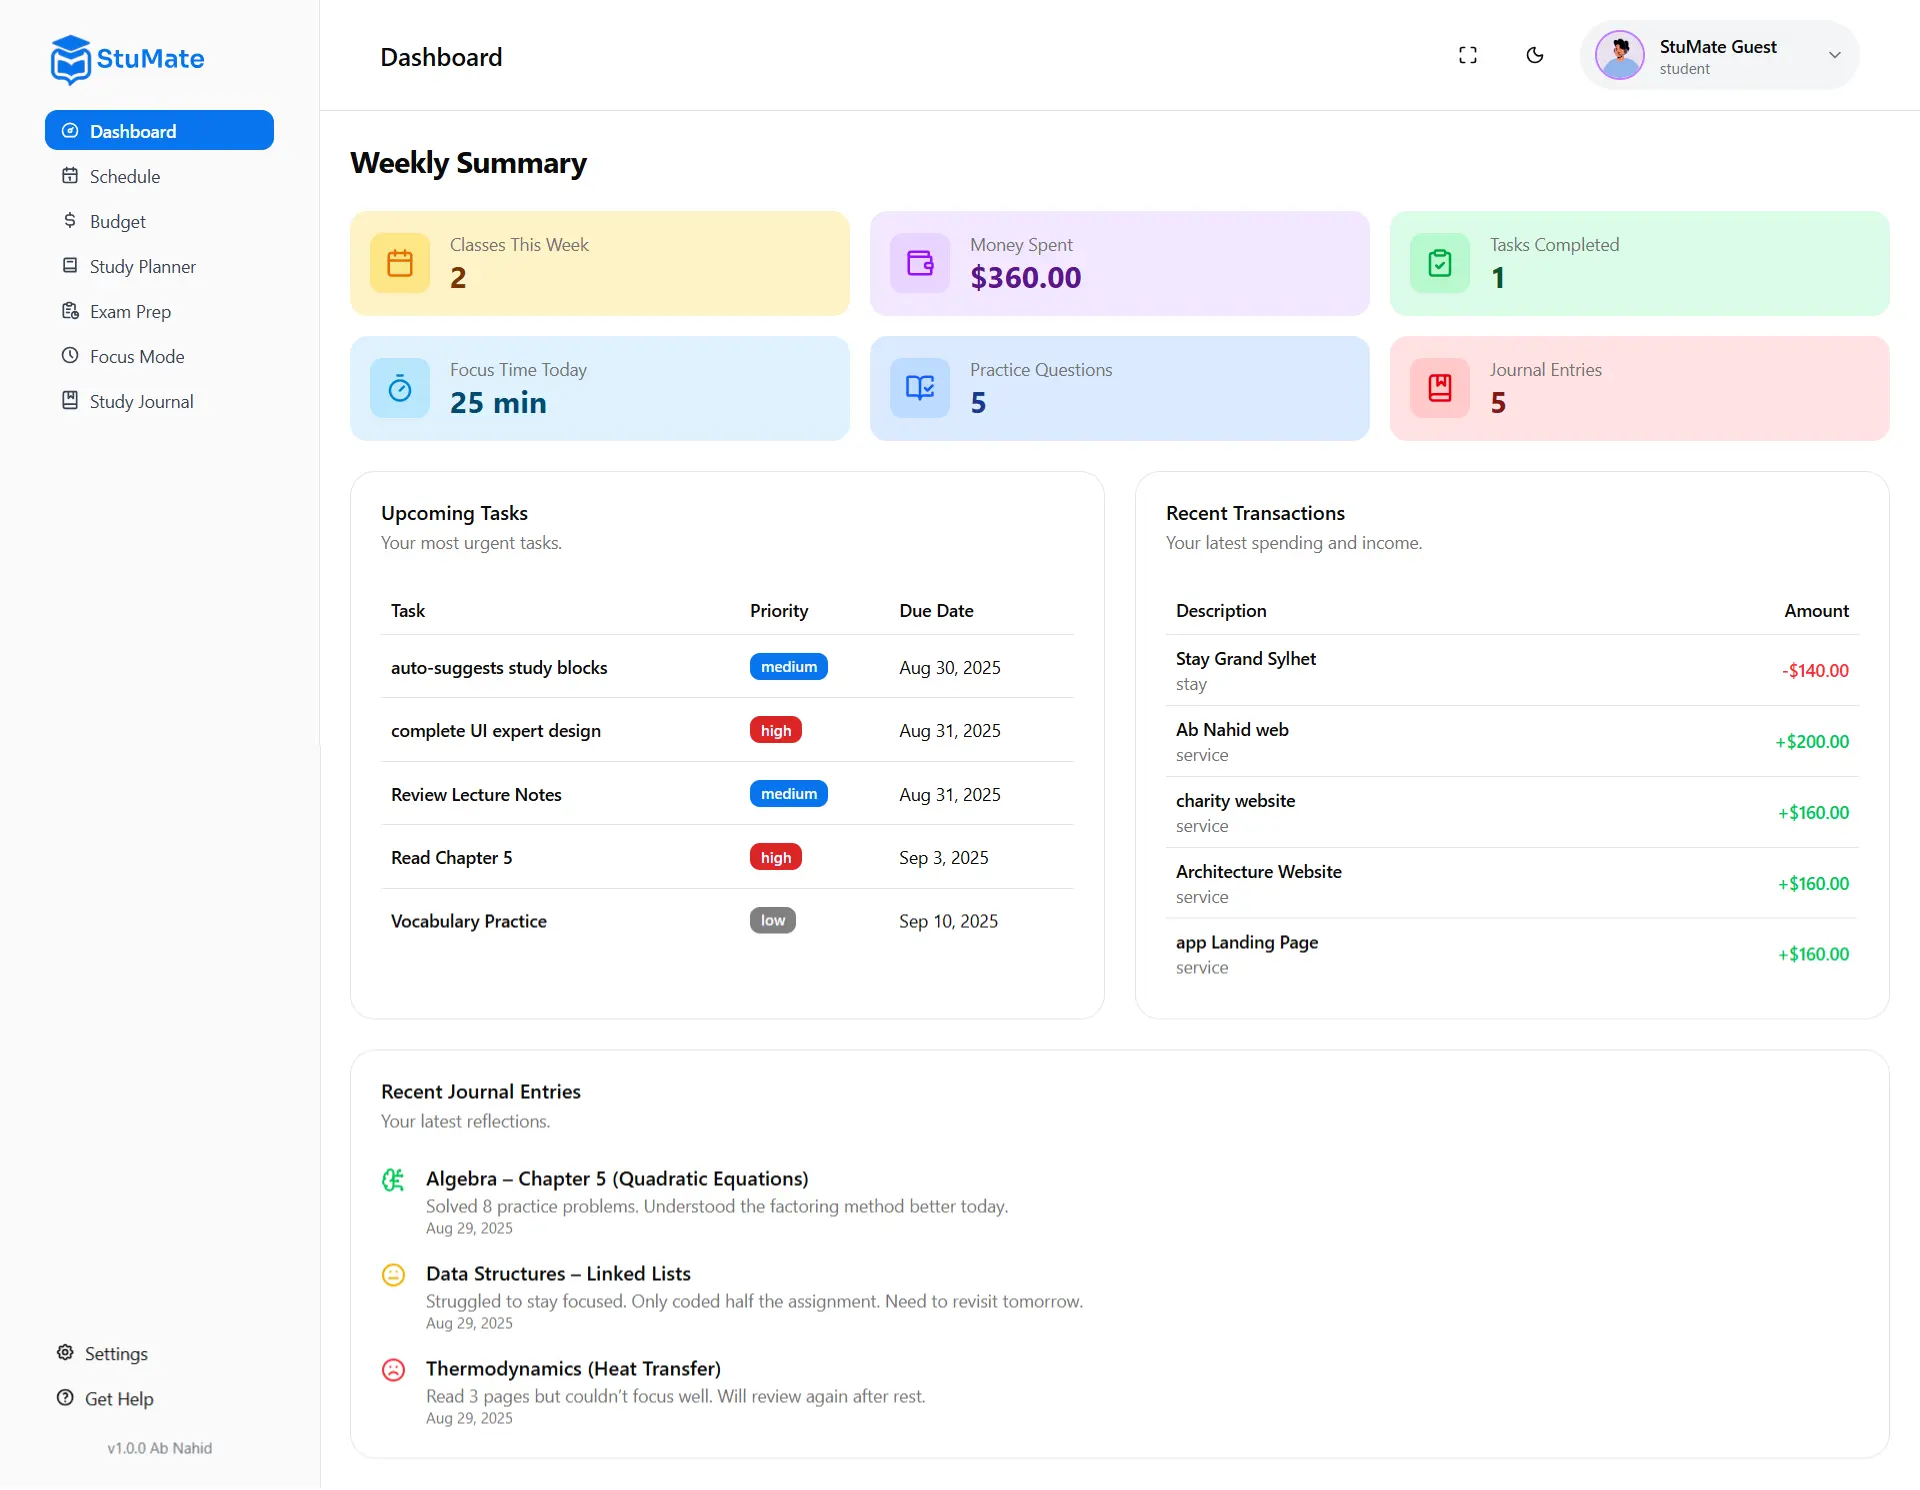 StuMate
Dashboard
Schedule
Budget
Study Planner
Exam Prep
Focus Mode
Study Journal
Settings
Get Help
v1.0.0 Ab Nahid
Dashboard
StuMate Guest
student
Weekly Summary
Classes This Week
2
Money Spent
$360.00
Tasks Completed
1
Focus Time Today
25 min
Practice Questions
5
Journal Entries
5
Upcoming Tasks
Your most urgent tasks.
Task Priority Due Date
auto-suggests study blocks medium Aug 30, 2025
complete UI expert design high Aug 31, 2025
Review Lecture Notes medium Aug 31, 2025
Read Chapter 5 high Sep 3, 2025
Vocabulary Practice low Sep 10, 2025
Recent Transactions
Your latest spending and income.
Description Amount
Stay Grand Sylhet
stay
-$140.00
Ab Nahid web
service
+$200.00
charity website
service
+$160.00
Architecture Website
service
+$160.00
app Landing Page
service
+$160.00
Recent Journal Entries
Your latest reflections.
Algebra – Chapter 5 (Quadratic Equations)
Solved 8 practice problems. Understood the factoring method better today.
Aug 29, 2025
Data Structures – Linked Lists
Struggled to stay focused. Only coded half the assignment. Need to revisit tomorrow.
Aug 29, 2025
Thermodynamics (Heat Transfer)
Read 3 pages but couldn’t focus well. Will review again after rest.
Aug 29, 2025